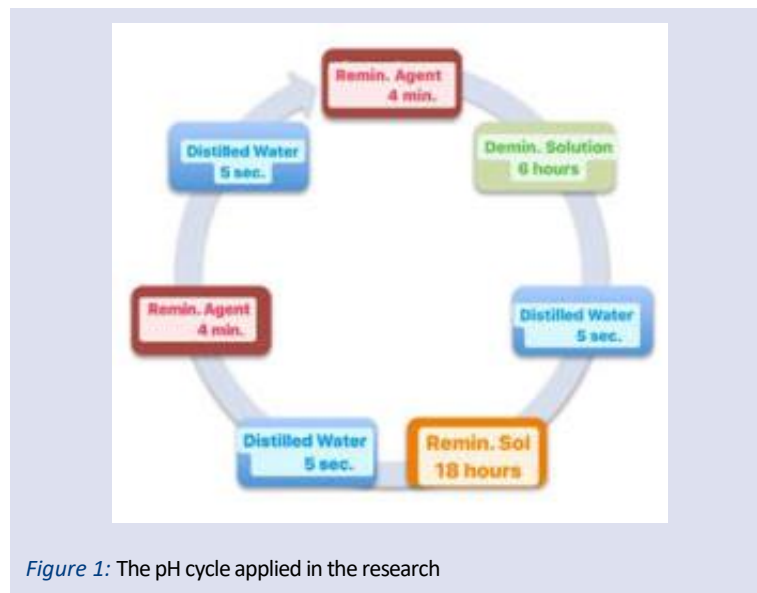 Remin. Agent
4 min.
Demin. Solution
6 hours
Distilled Water
5 sec.
Remin. Sol
18 hours
Distilled Water
5 sec.
Remin. Agent
4 min.
Distilled Water
5 sec.
Figure 1: The pH cycle applied in the research